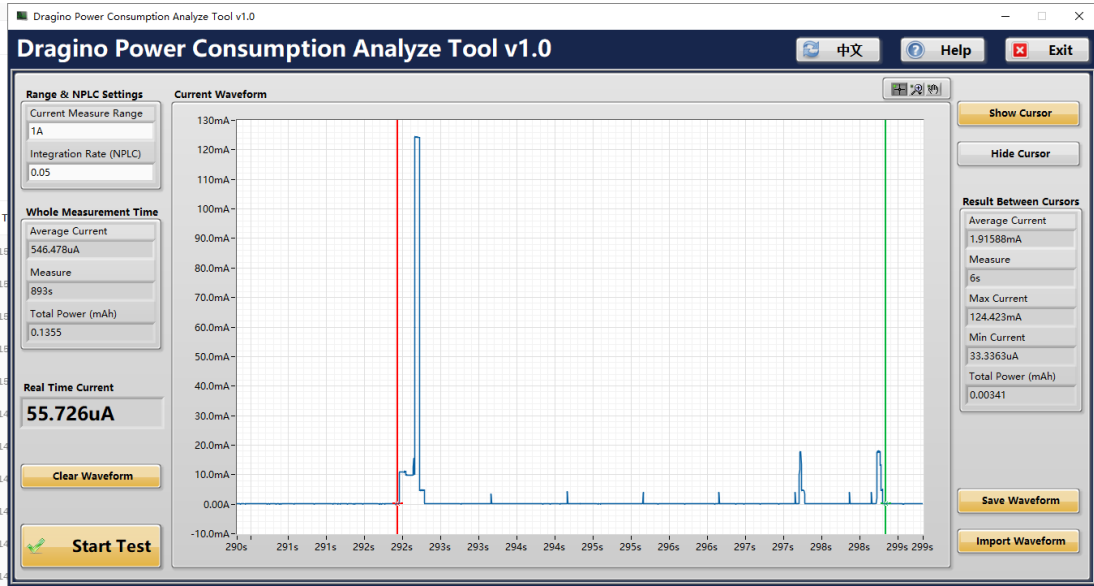 Dragino Power Consumption Analyze Tool v1.0
Dragino Power Consumption Analyze Tool v1.0
中文
Help
Exit
Range & NPLC Settings
Current Measure Range
1A
Integration Rate (NPLC)
0.05
Whole Measurement Time
Average Current
546.478uA
Measure
893s
Total Power (mAh)
0.1355
Real Time Current
55.726uA
Clear Waveform
Start Test
Current Waveform
130mA
120mA
110mA
100mA
90.0mA
80.0mA
70.0mA
60.0mA
50.0mA
40.0mA
30.0mA
20.0mA
10.0mA
0.00A
-10.0mA
290s 291s 291s 292s 292s 293s 293s 294s 294s 295s 295s 296s 296s 297s 297s 298s 298s 299s 299s
Show Cursor
Hide Cursor
Result Between Cursors
Average Current
1.91588mA
Measure
6s
Max Current
124.423mA
Min Current
33.3363uA
Total Power (mAh)
0.00341
Save Waveform
Import Waveform